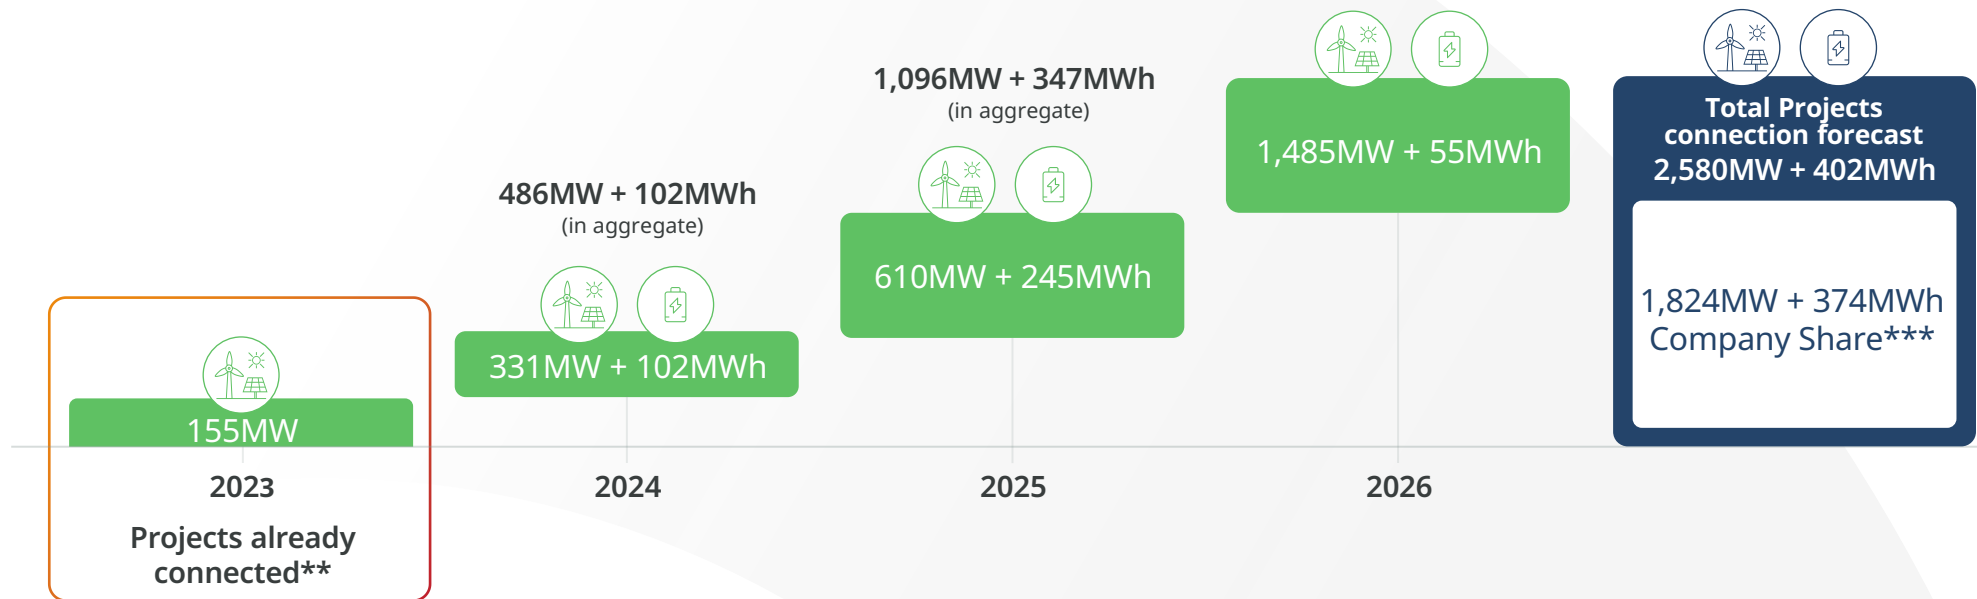 1,096MW + 347MWh
(in aggregate)
486MW + 102MWh
(in aggregate)
155MW
331MW + 102MWh
610MW + 245MWh
1,485MW + 55MWh
Total Projects
connection forecast
2,580MW + 402MWh
1,824MW + 374MWh
Company Share***
2023
2024
2025
2026
Projects already
connected**